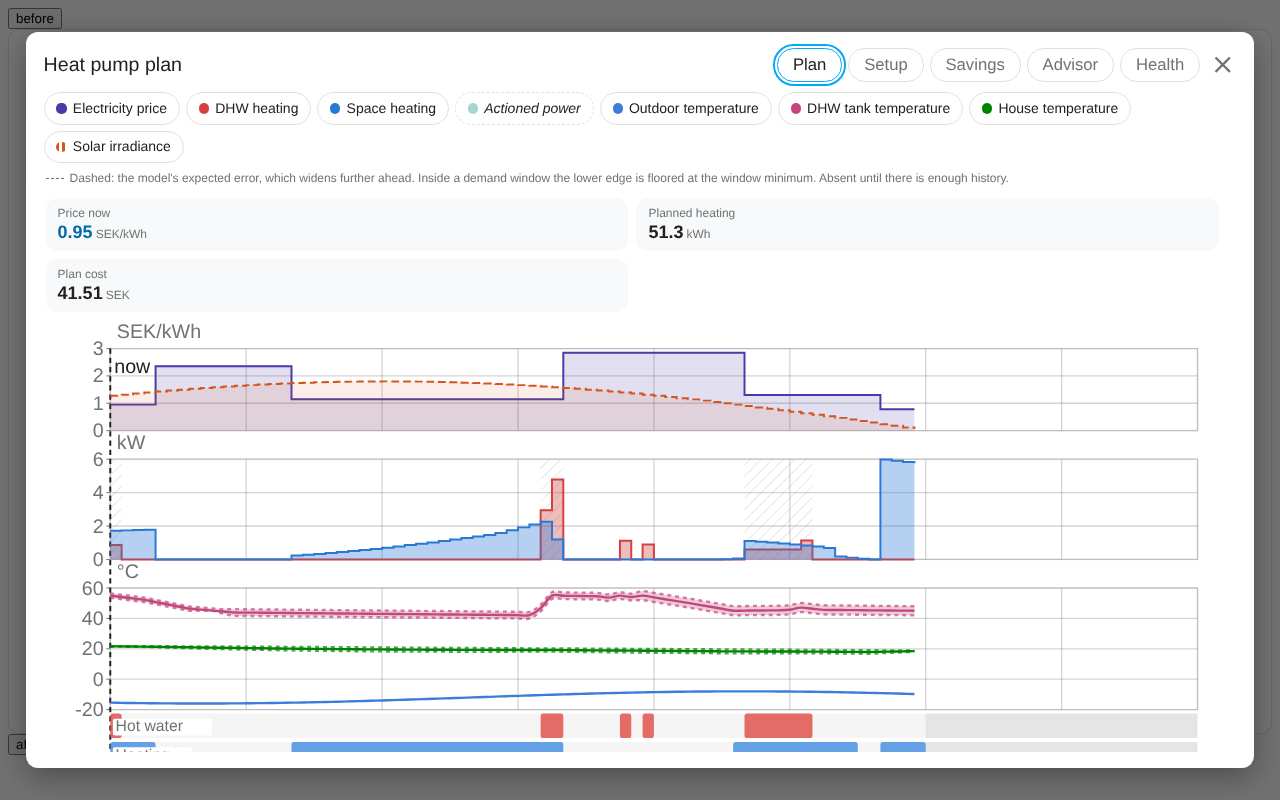 before
Heat pump plan
Plan Setup Savings Advisor Health
Electricity price DHW heating Space heating Actioned power Outdoor temperature DHW tank temperature House temperature
Solar irradiance
Dashed: the model's expected error, which widens further ahead. Inside a demand window the lower edge is floored at the window minimum. Absent until there is enough history.
Price now
0.95 SEK/kWh
Planned heating
51.3 kWh
Plan cost
41.51 SEK
SEK/kWh
3
now
2
1
0
kW
6
4
2
0
°C
60
40
20
0
-20
Hot water